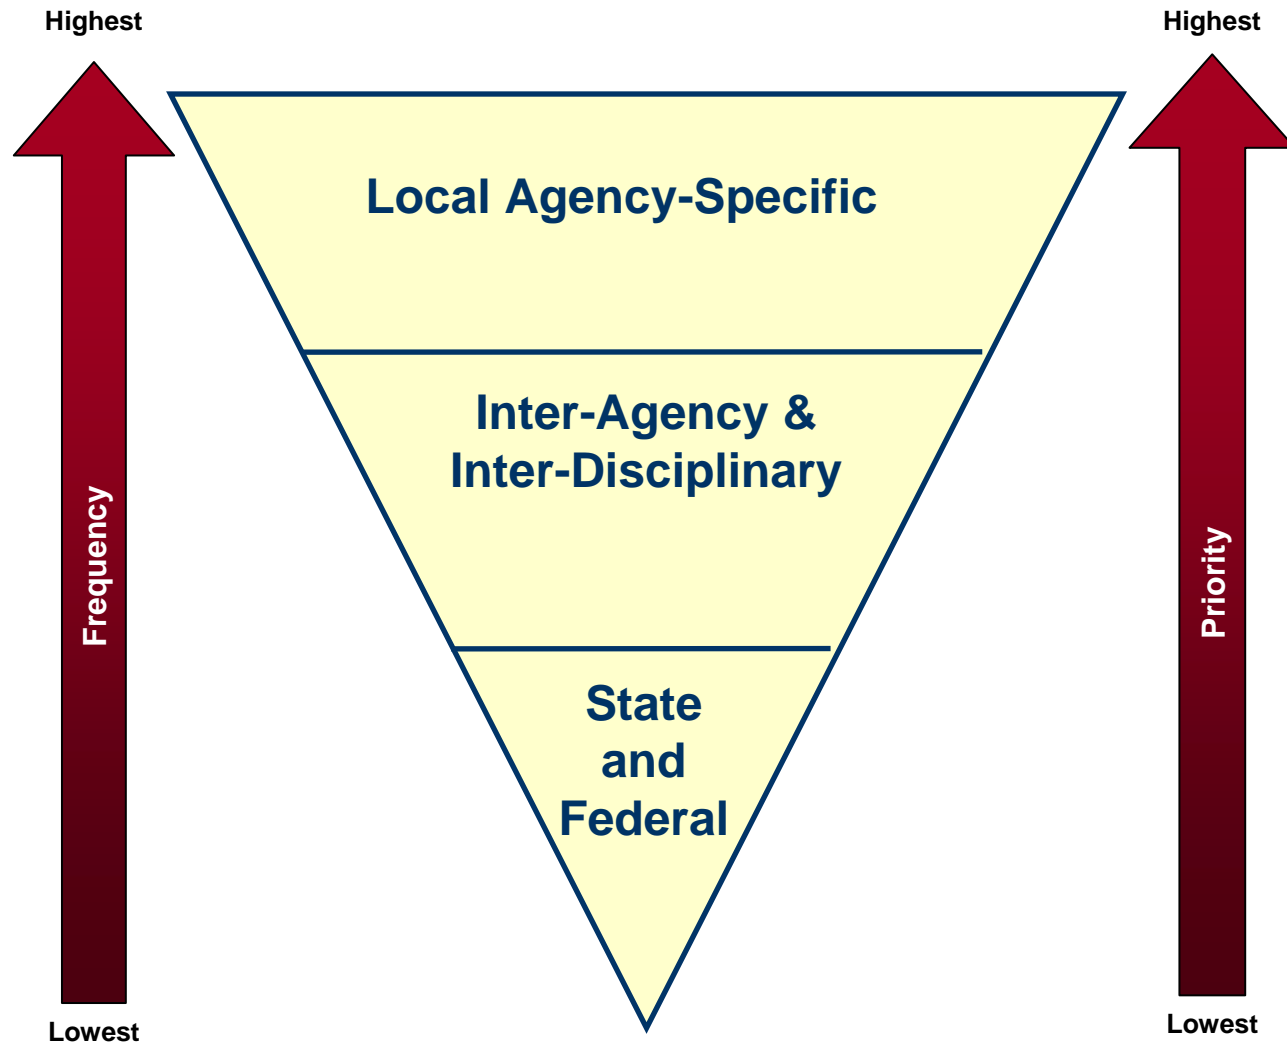 Highest
Highest
Local Agency-Specific
Inter-Agency &
Inter-Disciplinary
Frequency
Priority
State
and
Federal
Lowest
Lowest